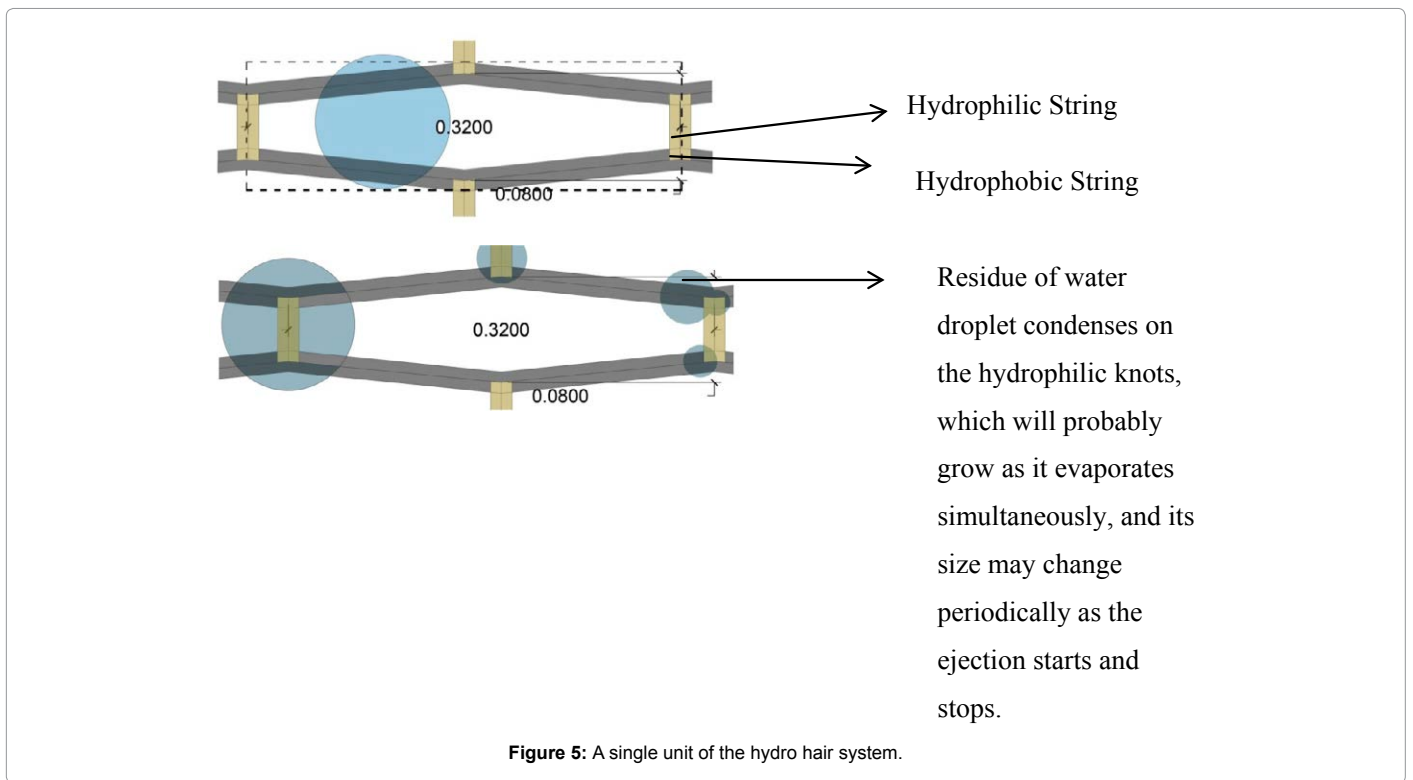 0.3200
0.0800
Hydrophilic String
Hydrophobic String
0.3200
0.0800
Residue of water
droplet condenses on
the hydrophilic knots,
which will probably
grow as it evaporates
simultaneously, and its
size may change
periodically as the
ejection starts and
stops.
Figure 5: A single unit of the hydro hair system.